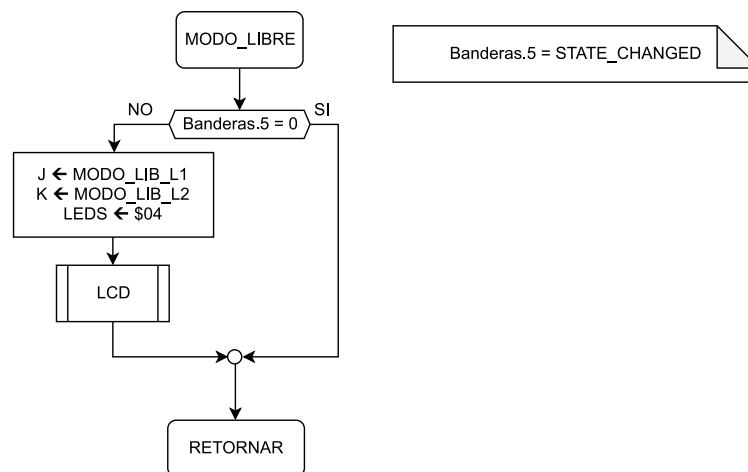 MODO_LIBRE
Banderas.5 = STATE_CHANGED
NO
SI
Banderas.5 = 0
J ← MODO_LIB_L1
K ← MODO_LIB_L2
LEDS ← $04
LCD
RETORNAR